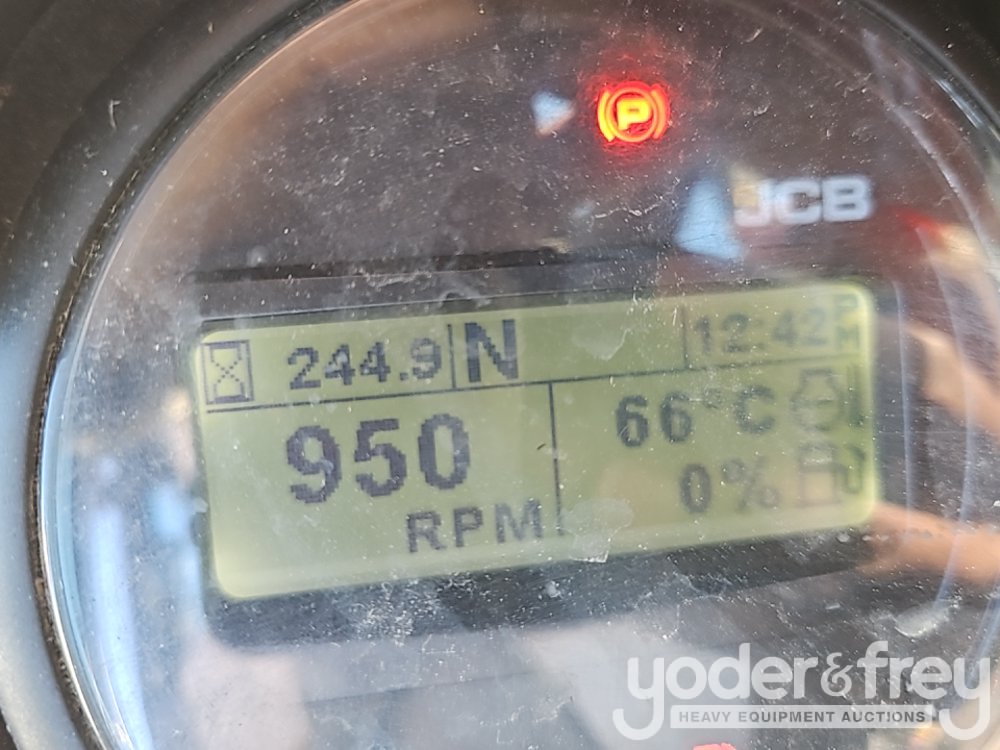 P
JCB
244.9 N 12:42 PM
950 66°C
RPM 0%
yoder&frey
HEAVY EQUIPMENT AUCTIONS